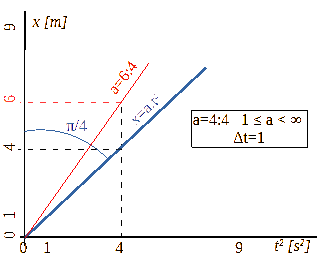 x [m]
9
6
4
1
0
a=6:4
x=a.t²
π/4
a=4:4 1 ≤ a < ∞
Δt=1
0 1 4 9 t² [s²]